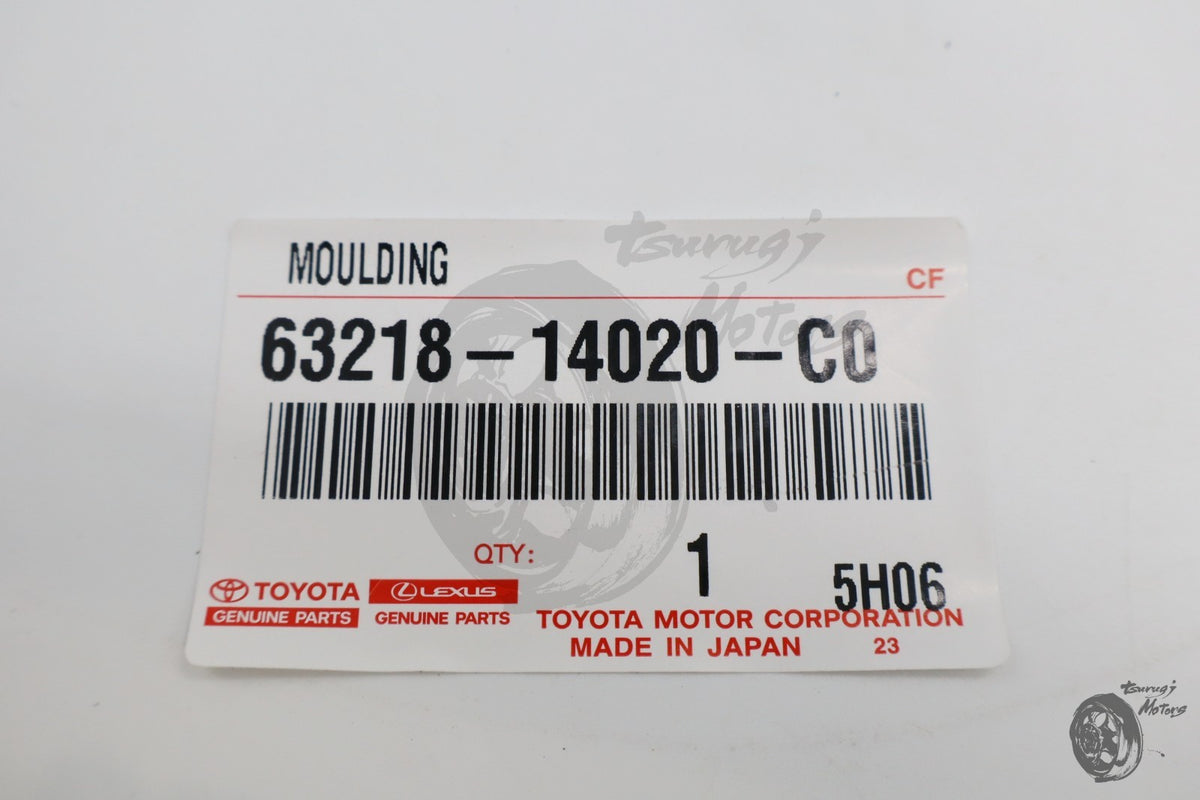 MOULDING
Tsurugi
Motors
CF
63218-14020-C0
QTY: 1
5H06
TOYOTA LEXUS
GENUINE PARTS GENUINE PARTS
TOYOTA MOTOR CORPORATION
MADE IN JAPAN 23
Tsurugi
Motors